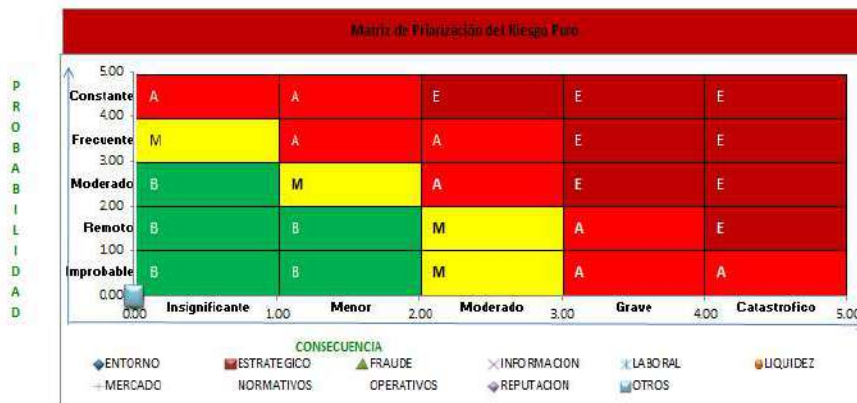 Matriz de Priorización del Riesgo Puro
PROBABILIDAD
5.00
Constante A A E E E
4.00
Frecuente M A A E E
3.00
Moderado B M A E E
2.00
Remoto B B M A E
1.00
Improbable B B M A A
0.00
0.00 Insignificante 1.00 Menor 2.00 Moderado 3.00 Grave 4.00 Catastrofico 5.00
CONSECUENCIA
ENTORNO ESTRATEGICO FRAUDE INFORMACION LABORAL LIQUIDEZ
MERCADO NORMATIVOS OPERATIVOS REPUTACION OTROS